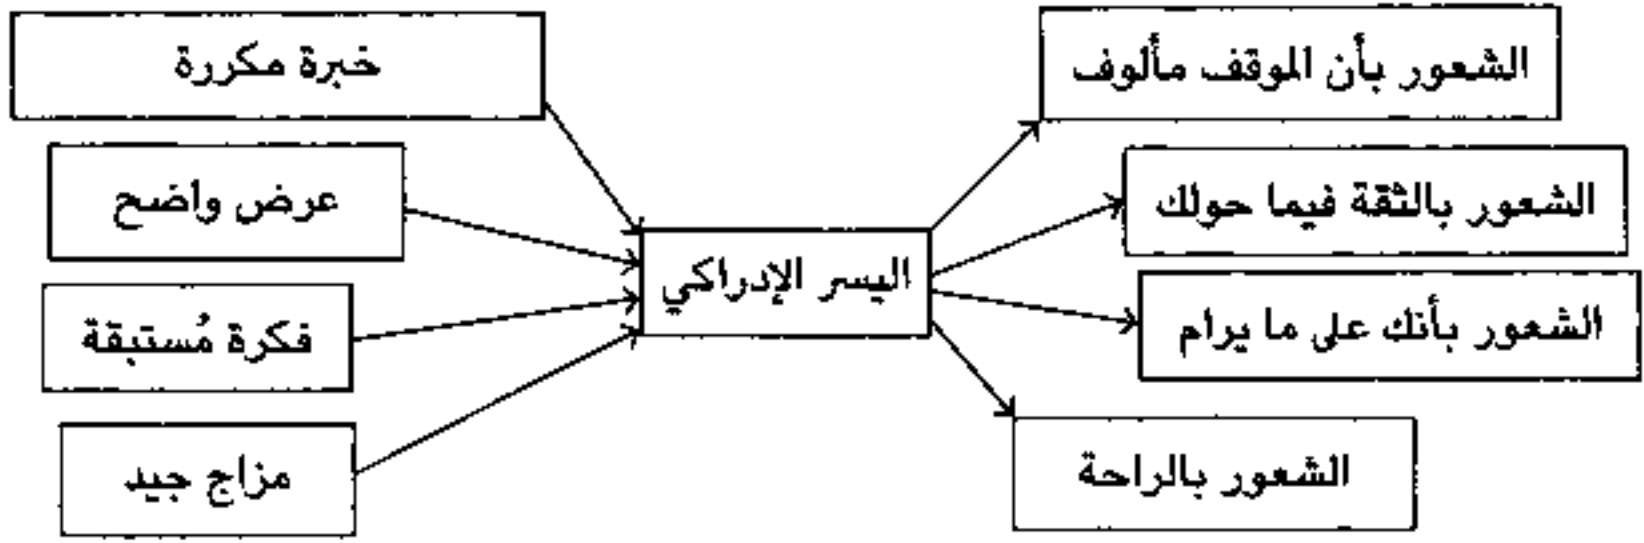 خبرة مكررة
عرض واضح
فكرة مُستبقة
مزاج جيد
اليسر الإدراكي
الشعور بأن الموقف مألوف
الشعور بالثقة فيما حولك
الشعور بأنك على ما يرام
الشعور بالراحة